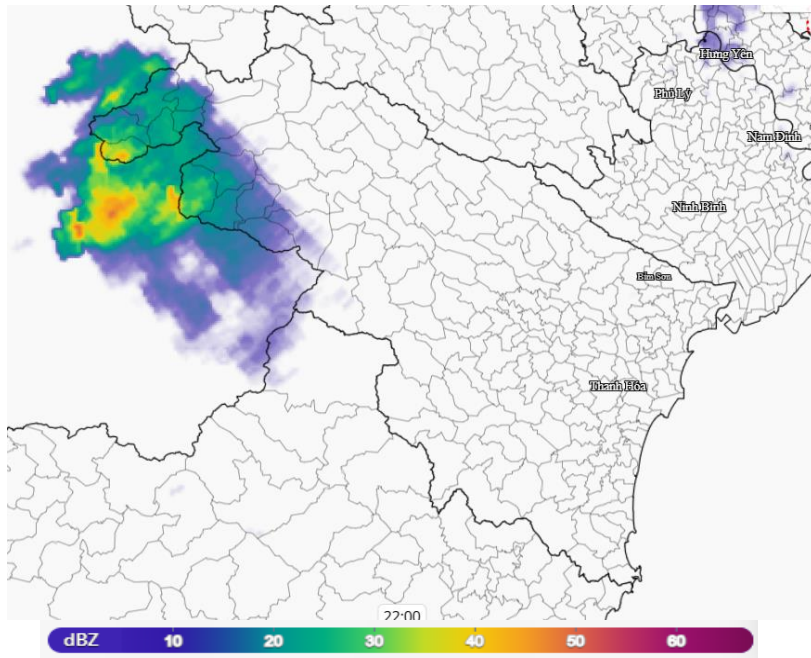 Hưng Yên
Phủ Lý
Nam Định
Ninh Bình
Bỉm Sơn
Thanh Hóa
22:00
dBZ 10 20 30 40 50 60